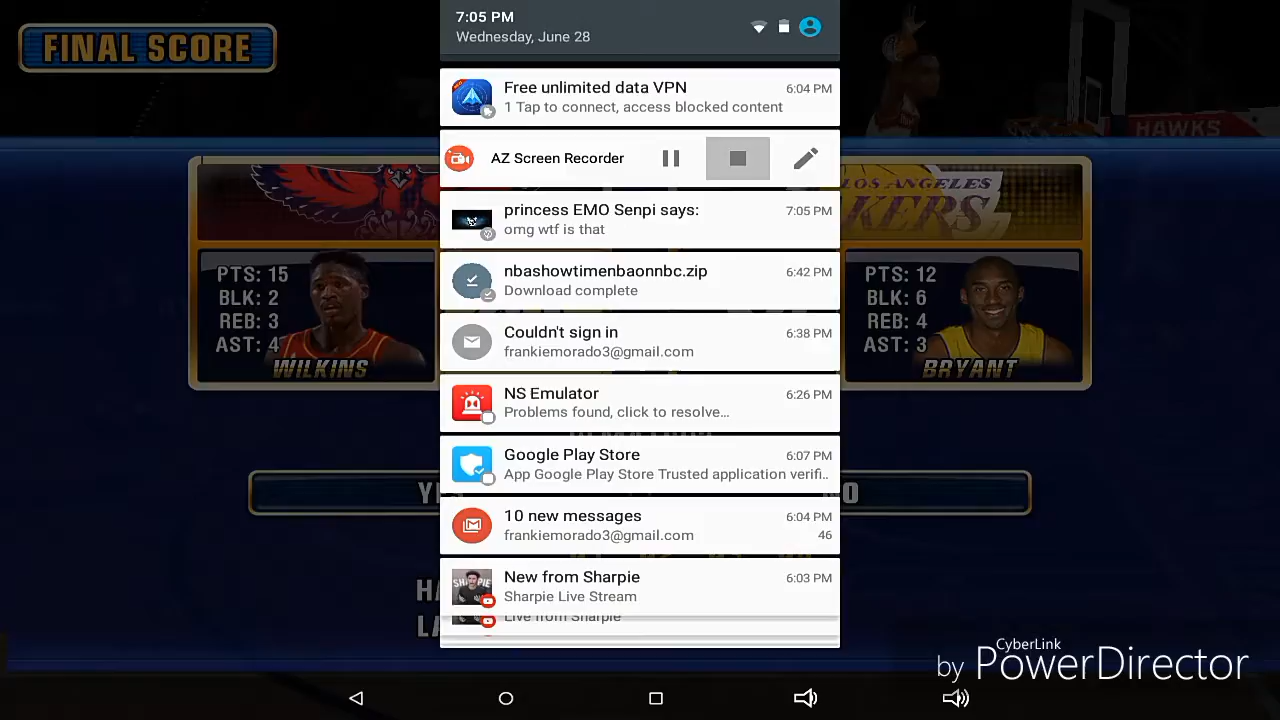 7:05 PM
Wednesday, June 28
FINAL SCORE
Free unlimited data VPN 6:04 PM
1 Tap to connect, access blocked content
HAWKS
AZ Screen Recorder
LOS ANGELES
KERS
princess EMO Senpi says: 7:05 PM
omg wtf is that
PTS: 15
BLK: 2
REB: 3
AST: 4
WILKINS
nbashowtimenbaonnbc.zip 6:42 PM
Download complete
PTS: 12
BLK: 6
REB: 4
AST: 3
BRYANT
Couldn't sign in 6:38 PM
frankiemorado3@gmail.com
NS Emulator 6:26 PM
Problems found, click to resolve...
Google Play Store 6:07 PM
App Google Play Store Trusted application verifi..
YES NO
10 new messages 6:04 PM
frankiemorado3@gmail.com 46
New from Sharpie 6:03 PM
Sharpie Live Stream
Live from Sharpie
HA
LA
CyberLink
by PowerDirector